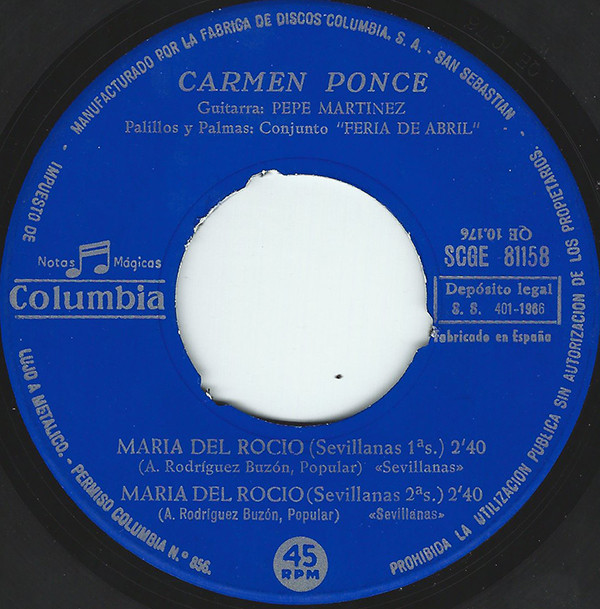 IMPUESTO DE - MANUFACTURADO POR LA FABRICA DE DISCOS COLUMBIA. S. A. - SAN SEBASTIAN -
CARMEN PONCE
Guitarra: PEPE MARTINEZ
Palillos y Palmas: Conjunto "FERIA DE ABRIL"
Notas Mágicas
Columbia
QE 10.176
SCGE 81158
Depósito legal
S. S. 401-1966
Fabricado en España
MARIA DEL ROCIO (Sevillanas 1ªs.) 2'40
(A. Rodríguez Buzón, Popular) «Sevillanas»
MARIA DEL ROCIO (Sevillanas 2ªs.) 2'40
(A. Rodríguez Buzón, Popular) «Sevillanas»
45
RPM
LUJO A METALICO. - PERMISO COLUMBIA N.º 856.
PROHIBIDA LA UTILIZACION PUBLICA SIN AUTORIZACION DE LOS PROPIETARIOS.